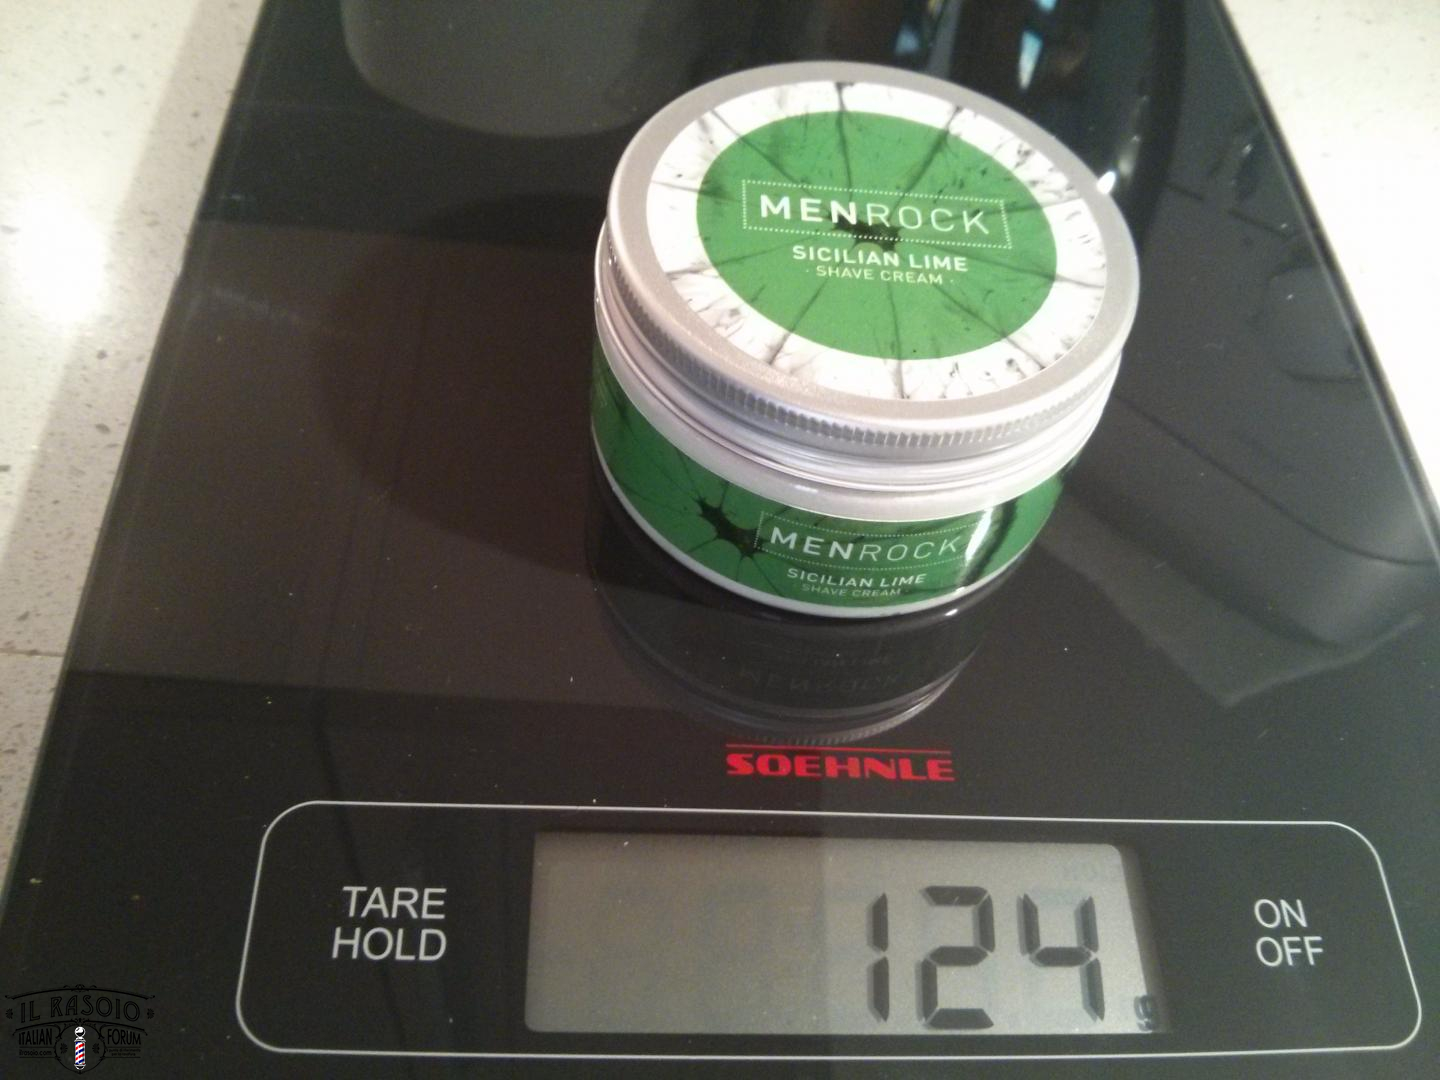 MENROCK
SICILIAN LIME
· SHAVE CREAM ·
MENROCK
SICILIAN LIME
· SHAVE CREAM ·
SOEHNLE
TARE
HOLD
124
g
ON
OFF
IL RASOIO
ITALIAN FORUM